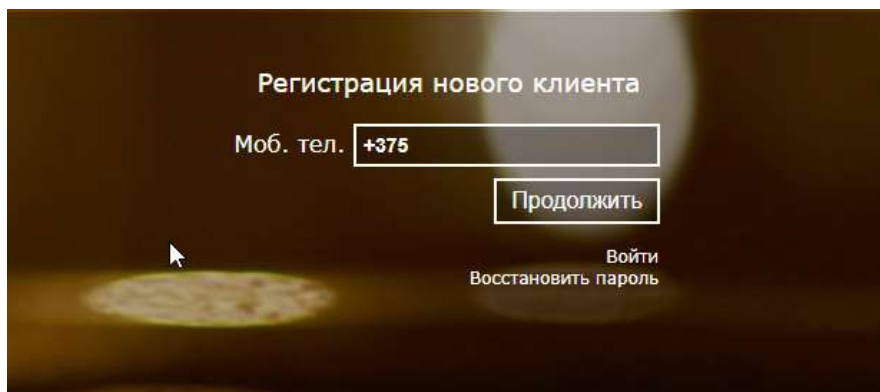 Регистрация нового клиента
Моб. тел. +375
Продолжить
Войти
Восстановить пароль